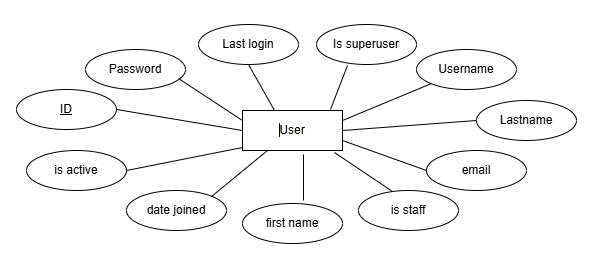 Last login
Is superuser
Password
Username
ID
Lastname
User
is active
email
date joined
first name
is staff